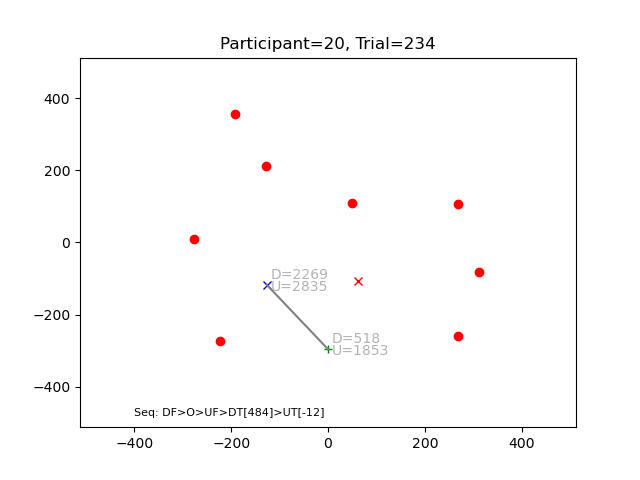 Participant=20, Trial=234
400
200
0
−200
−400
D=2269
U=2835
D=518
U=1853
Seq: DF>O>UF>DT[484]>UT[-12]
−400
−200
0
200
400